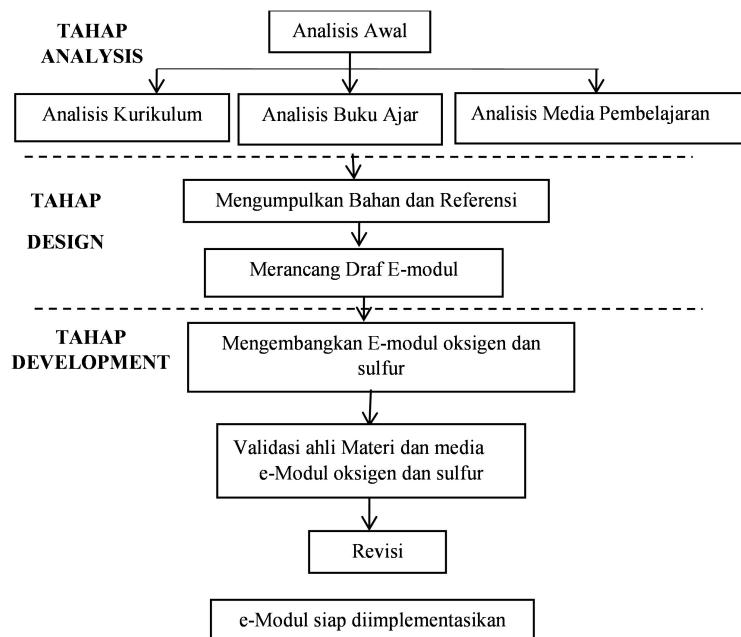 TAHAP
ANALYSIS
Analisis Awal
Analisis Kurikulum
Analisis Buku Ajar
Analisis Media Pembelajaran
TAHAP
DESIGN
Mengumpulkan Bahan dan Referensi
Merancang Draf E-modul
TAHAP
DEVELOPMENT
Mengembangkan E-modul oksigen dan
sulfur
Validasi ahli Materi dan media
e-Modul oksigen dan sulfur
Revisi
e-Modul siap diimplementasikan